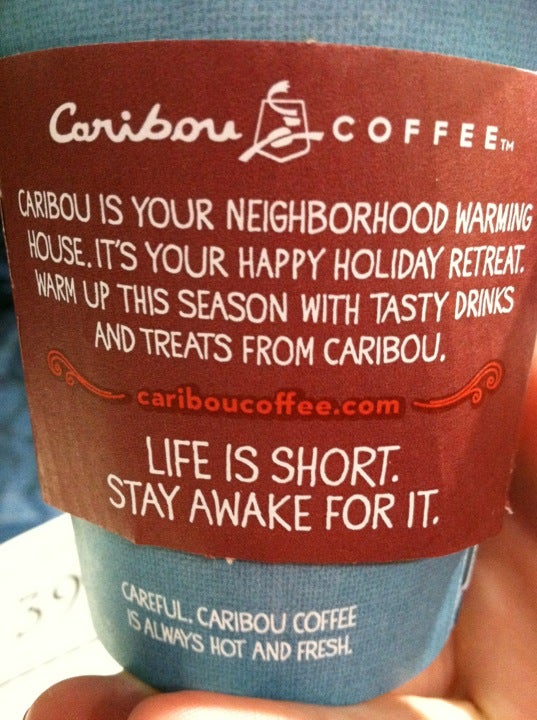 Caribou COFFEE™
CARIBOU IS YOUR NEIGHBORHOOD WARMING
HOUSE. IT'S YOUR HAPPY HOLIDAY RETREAT.
WARM UP THIS SEASON WITH TASTY DRINKS
AND TREATS FROM CARIBOU.
cariboucoffee.com
LIFE IS SHORT.
STAY AWAKE FOR IT.
CAREFUL. CARIBOU COFFEE
IS ALWAYS HOT AND FRESH.
39